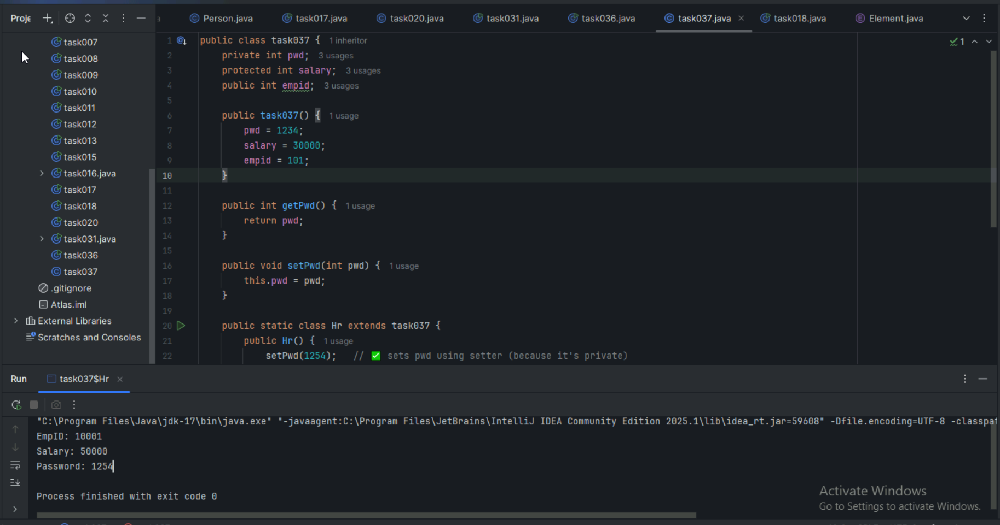 Proje
a
Person.java
task017.java
task020.java
task031.java
task036.java
task037.java
task018.java
Element.java
task007
task008
task009
task010
task011
task012
task013
task015
task016.java
task017
task018
task020
task031.java
task036
task037
.gitignore
Atlas.iml
External Libraries
Scratches and Consoles
1 public class task037 { 1 inheritor
2 private int pwd; 3 usages
3 protected int salary; 3 usages
4 public int empid; 3 usages
5
6 public task037() { 1 usage
7 pwd = 1234;
8 salary = 30000;
9 empid = 101;
10 }
11
12 public int getPwd() { 1 usage
13 return pwd;
14 }
15
16 public void setPwd(int pwd) { 1 usage
17 this.pwd = pwd;
18 }
19
20 public static class Hr extends task037 {
21 public Hr() { 1 usage
22 setPwd(1254); // ✅ sets pwd using setter (because it's private)
1
Run
task037$Hr
"C:\Program Files\Java\jdk-17\bin\java.exe" "-javaagent:C:\Program Files\JetBrains\IntelliJ IDEA Community Edition 2025.1\lib\idea_rt.jar=59608" -Dfile.encoding=UTF-8 -classpat
EmpID: 10001
Salary: 50000
Password: 1254
Process finished with exit code 0
Activate Windows
Go to Settings to activate Windows.